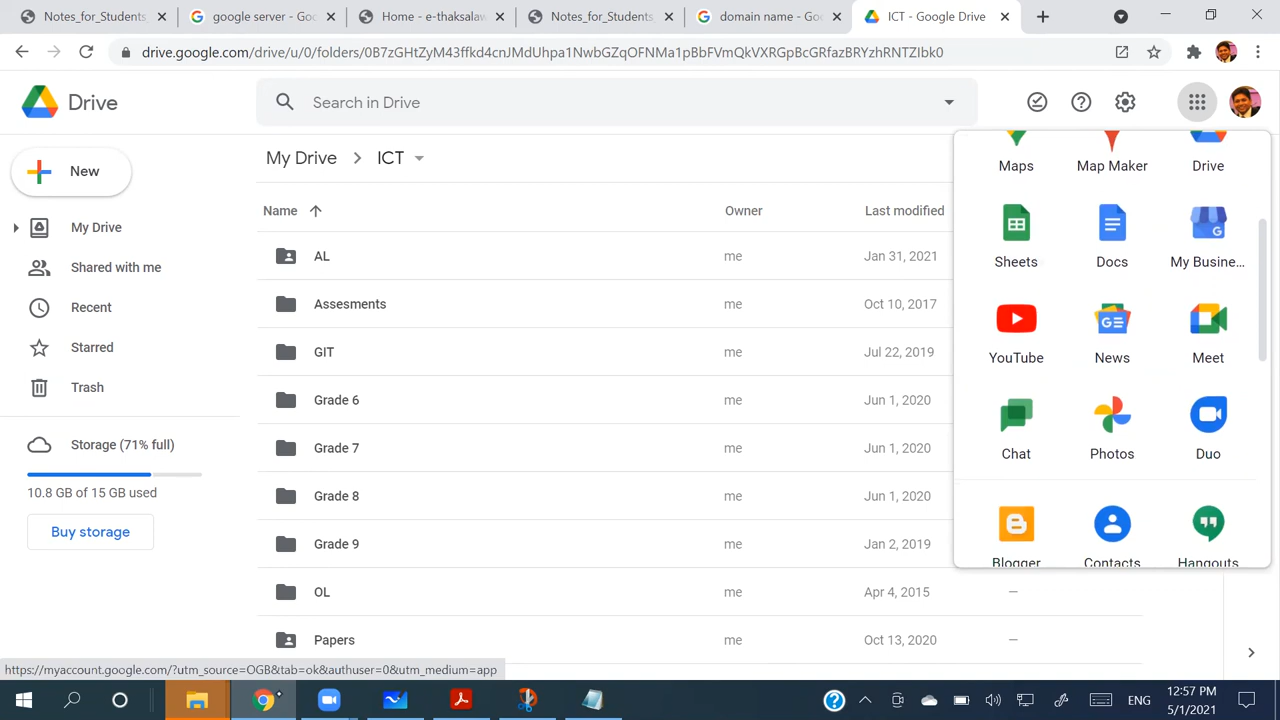 Notes_for_Students
google server - Goo
Home - e-thaksalaw
Notes_for_Students
domain name - Goo
ICT - Google Drive
drive.google.com/drive/u/0/folders/0B7zGHtZyM43ffkd4cnJMdUhpa1NwbGZqOFNMa1pBbFVmQkVXRGpBcGRfazBRYzhRNTZIbk0
Drive
Search in Drive
New
My Drive
Shared with me
Recent
Starred
Trash
Storage (71% full)
10.8 GB of 15 GB used
Buy storage
My Drive > ICT
Name Owner Last modified
AL me Jan 31, 2021
Assesments me Oct 10, 2017
GIT me Jul 22, 2019
Grade 6 me Jun 1, 2020
Grade 7 me Jun 1, 2020
Grade 8 me Jun 1, 2020
Grade 9 me Jan 2, 2019
OL me Apr 4, 2015 —
Papers me Oct 13, 2020 —
Maps Map Maker Drive
Sheets Docs My Busine...
G
YouTube News Meet
GE
Chat Photos Duo
Blogger Contacts Hangouts
https://myaccount.google.com/?utm_source=OGB&tab=ok&authuser=0&utm_medium=app
ENG
12:57 PM
5/1/2021